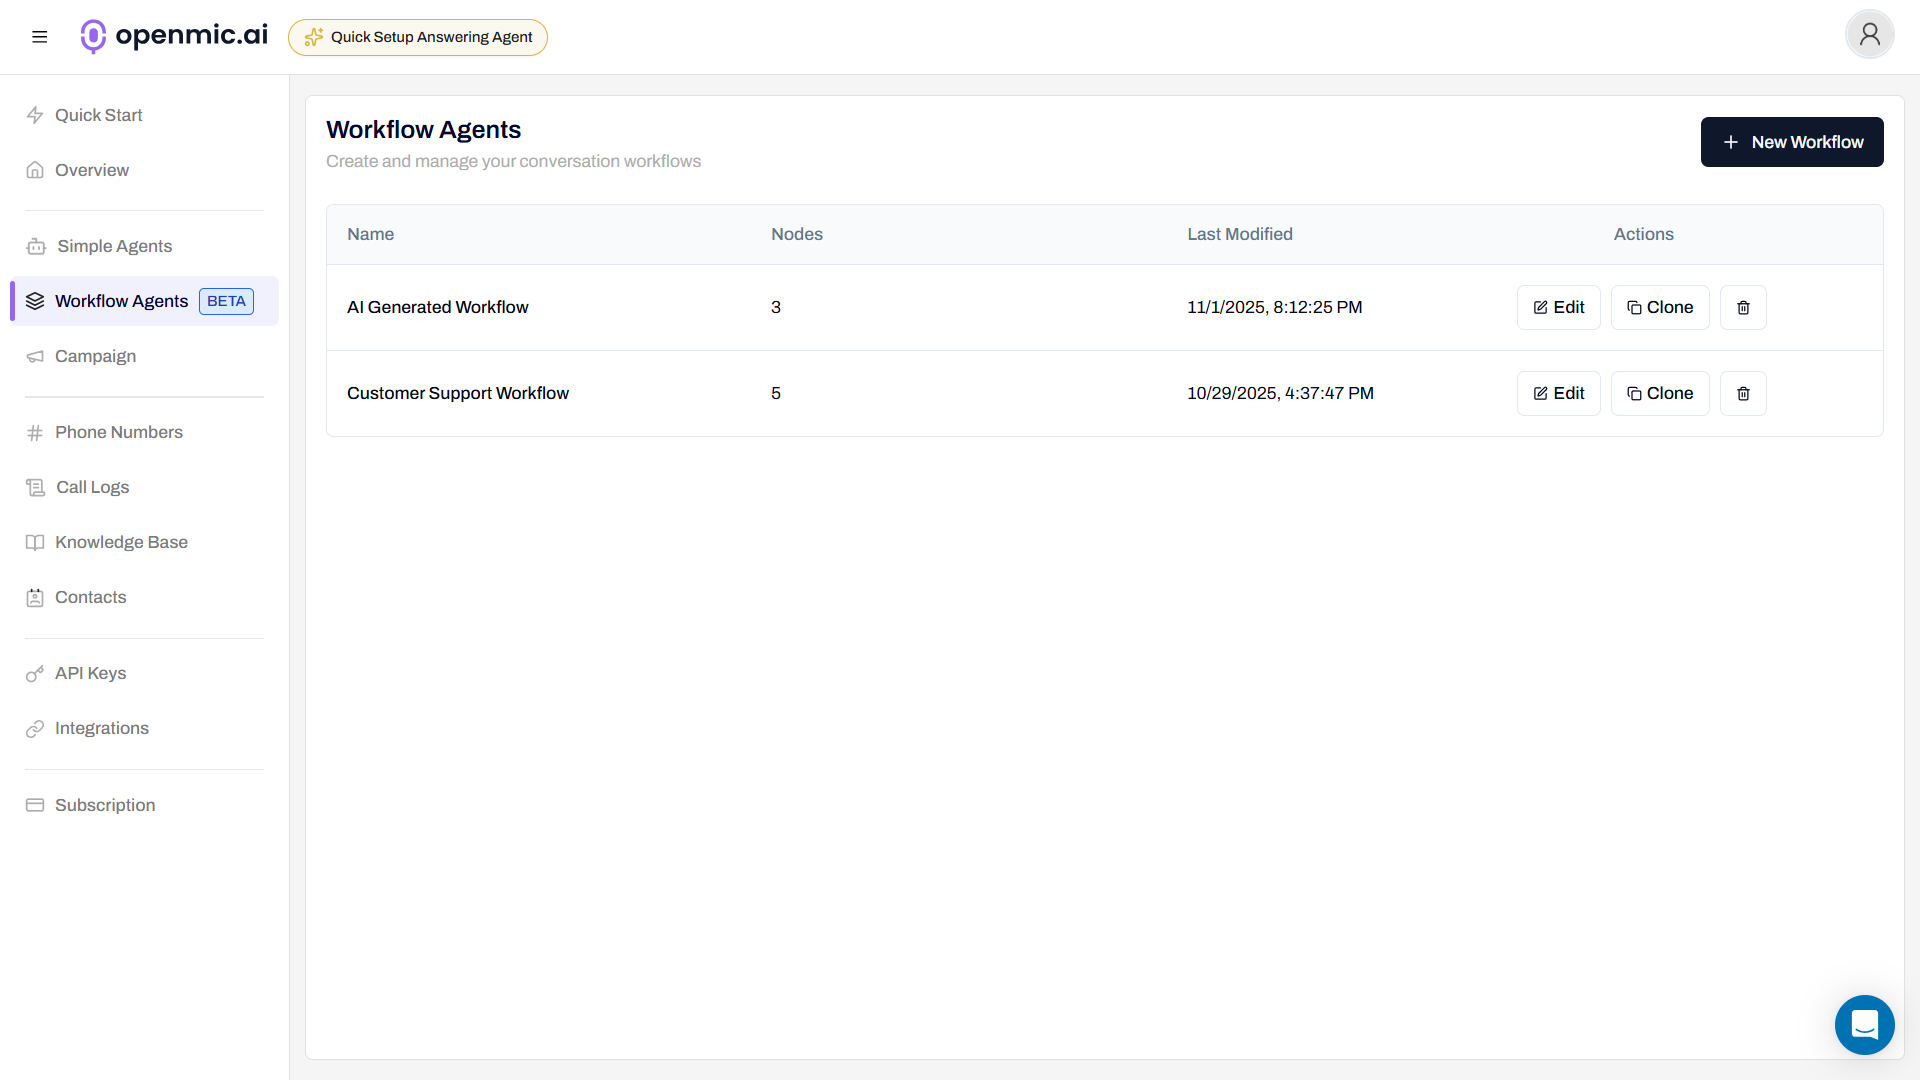 openmic.ai
Quick Setup Answering Agent
Quick Start
Overview
Simple Agents
Workflow Agents BETA
Campaign
Phone Numbers
Call Logs
Knowledge Base
Contacts
API Keys
Integrations
Subscription
Workflow Agents
Create and manage your conversation workflows
New Workflow
Name Nodes Last Modified Actions
AI Generated Workflow 3 11/1/2025, 8:12:25 PM Edit Clone
Customer Support Workflow 5 10/29/2025, 4:37:47 PM Edit Clone